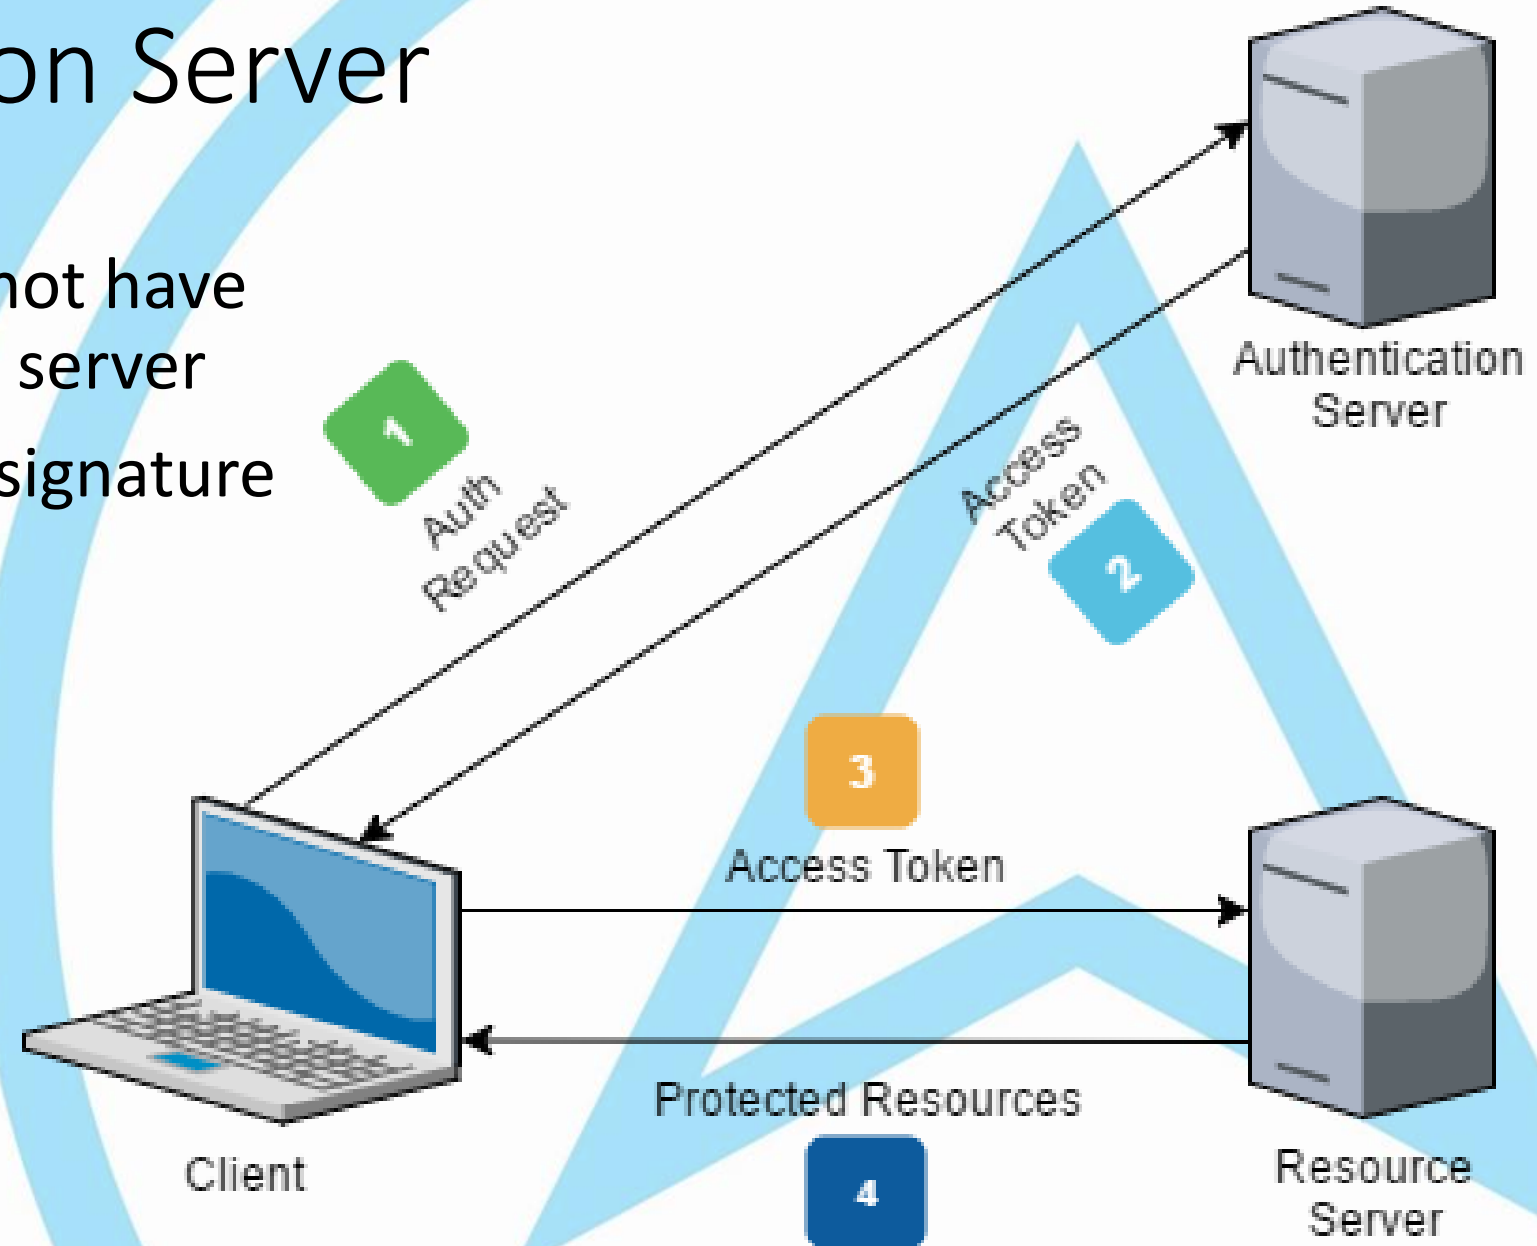 on Server
not have
server
signature
1
Auth
Request
Access
Token
2
Authentication
Server
3
Access Token
Protected Resources
4
Client
Resource
Server